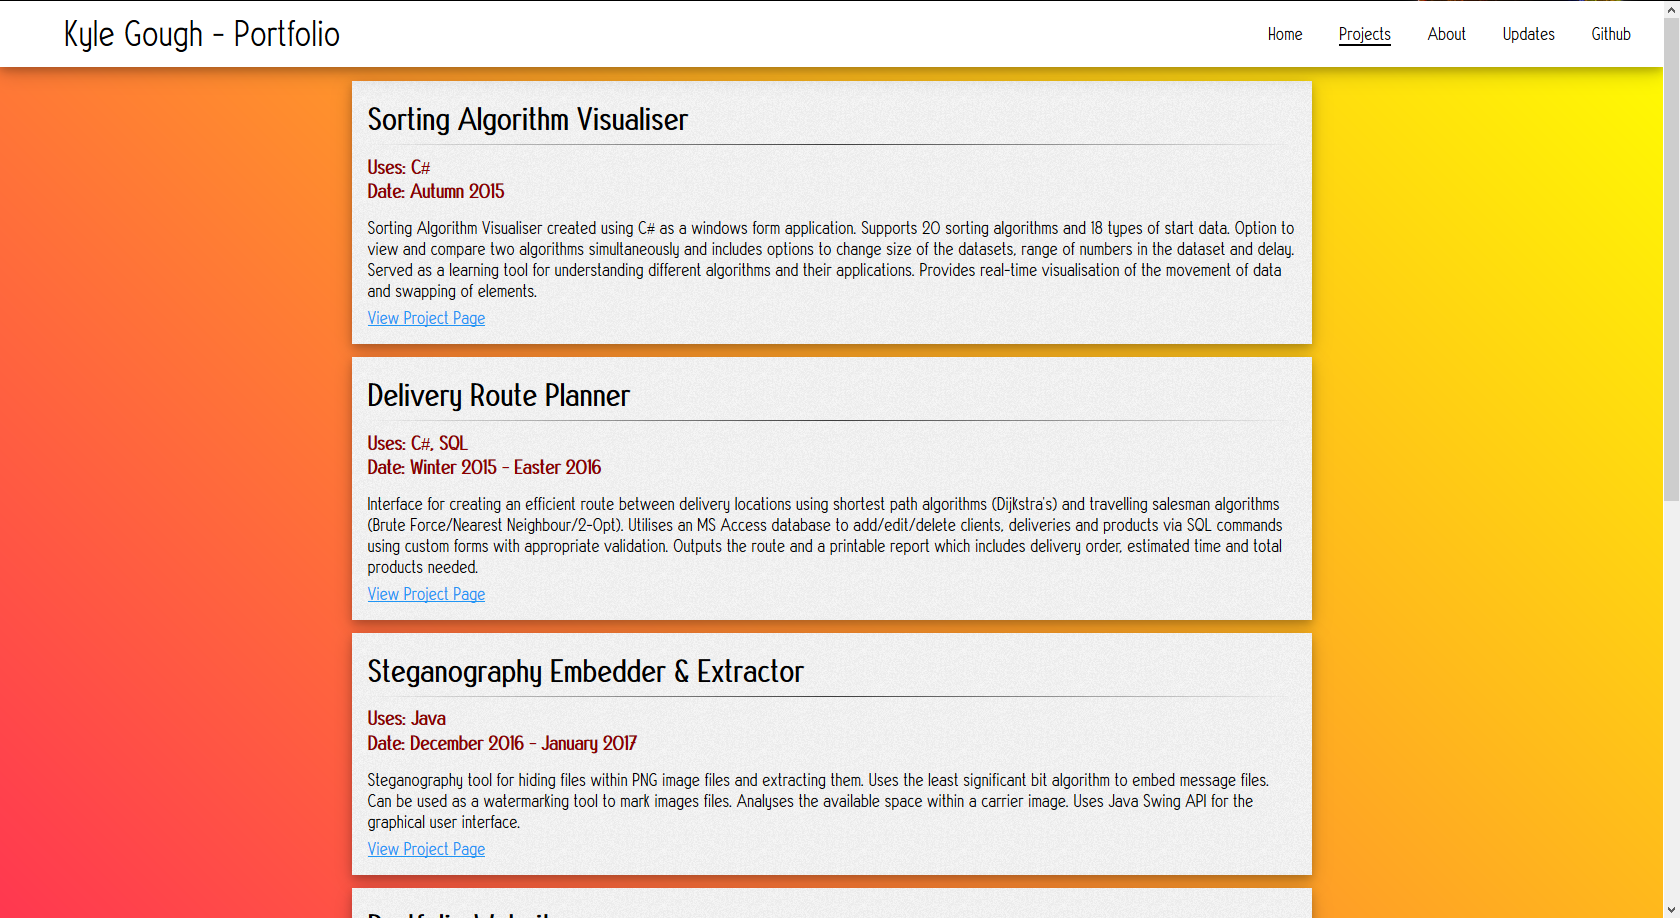 Kyle Gough - Portfolio
Home Projects About Updates Github
Sorting Algorithm Visualiser
Uses: C#
Date: Autumn 2015
Sorting Algorithm Visualiser created using C# as a windows form application. Supports 20 sorting algorithms and 18 types of start data. Option to
view and compare two algorithms simultaneously and includes options to change size of the datasets, range of numbers in the dataset and delay.
Served as a learning tool for understanding different algorithms and their applications. Provides real-time visualisation of the movement of data
and swapping of elements.
View Project Page
Delivery Route Planner
Uses: C#, SQL
Date: Winter 2015 - Easter 2016
Interface for creating an efficient route between delivery locations using shortest path algorithms (Dijkstra's) and travelling salesman algorithms
(Brute Force/Nearest Neighbour/2-Opt). Utilises an MS Access database to add/edit/delete clients, deliveries and products via SQL commands
using custom forms with appropriate validation. Outputs the route and a printable report which includes delivery order, estimated time and total
products needed.
View Project Page
Steganography Embedder & Extractor
Uses: Java
Date: December 2016 - January 2017
Steganography tool for hiding files within PNG image files and extracting them. Uses the least significant bit algorithm to embed message files.
Can be used as a watermarking tool to mark images files. Analyses the available space within a carrier image. Uses Java Swing API for the
graphical user interface.
View Project Page